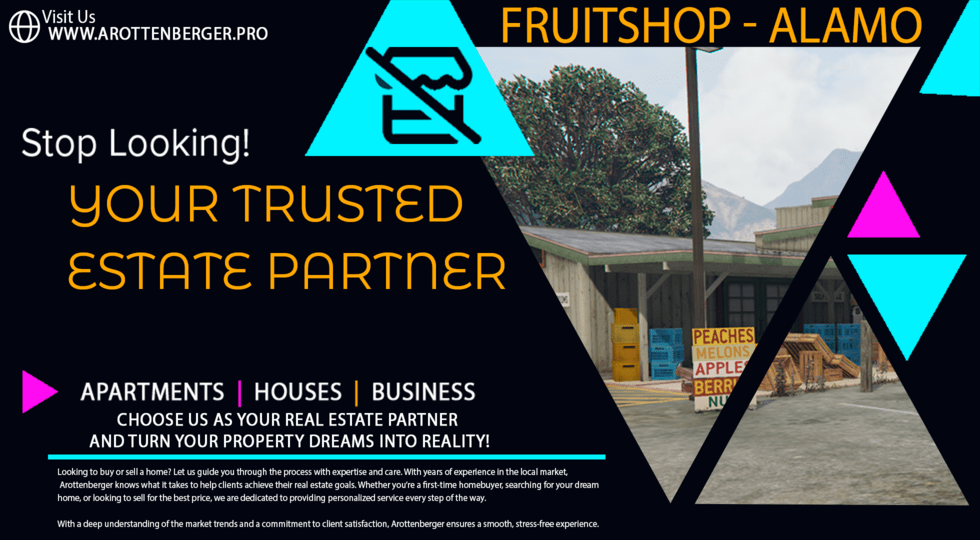 Visit Us
WWW.AROTTENBERGER.PRO
FRUITSHOP - ALAMO
Stop Looking!
YOUR TRUSTED
ESTATE PARTNER
PEACHES
MELONS
APPLES
BERRI
NU
APARTMENTS | HOUSES | BUSINESS
CHOOSE US AS YOUR REAL ESTATE PARTNER
AND TURN YOUR PROPERTY DREAMS INTO REALITY!
Looking to buy or sell a home? Let us guide you through the process with expertise and care. With years of experience in the local market,
Arottenberger knows what it takes to help clients achieve their real estate goals. Whether you're a first-time homebuyer, searching for your dream
home, or looking to sell for the best price, we are dedicated to providing personalized service every step of the way.
With a deep understanding of the market trends and a commitment to client satisfaction, Arottenberger ensures a smooth, stress-free experience.